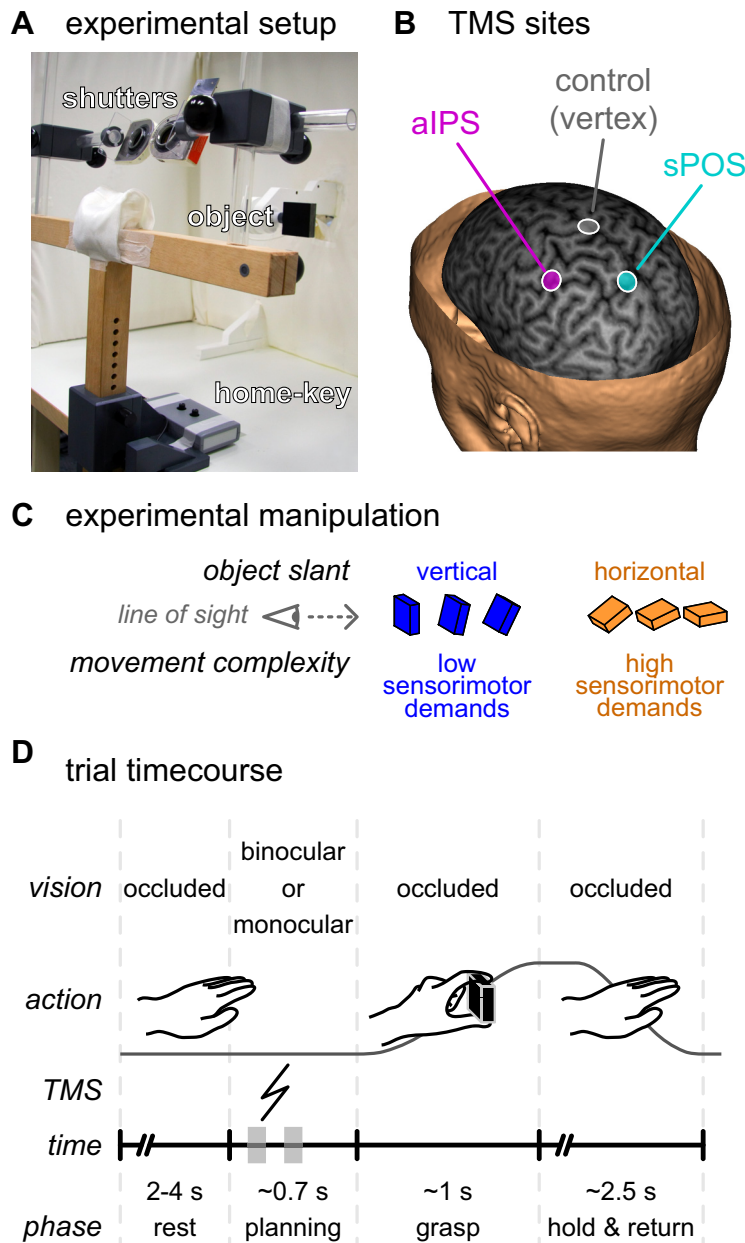 A experimental setup
shutters
object
home-key
B TMS sites
control
(vertex)
aIPS
sPOS
C experimental manipulation
object slant
vertical
horizontal
line of sight
movement complexity
low
sensorimotor
demands
high
sensorimotor
demands
D trial timecourse
vision
occluded
binocular
or
monocular
occluded
occluded
action
TMS
time
2-4 s
~0.7 s
~1 s
~2.5 s
phase
rest
planning
grasp
hold & return